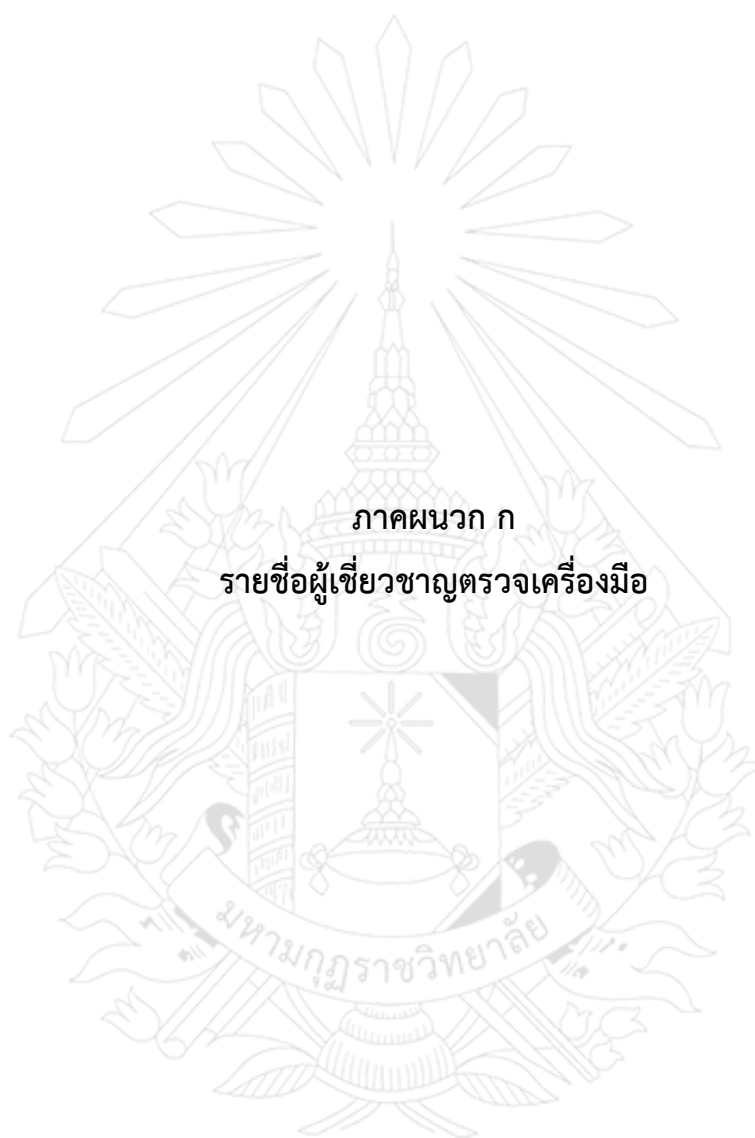 ภาคผนวก ก
รายชื่อผู้เชี่ยวชาญตรวจเครื่องมือ
มหามกุฏราชวิทยาลัย